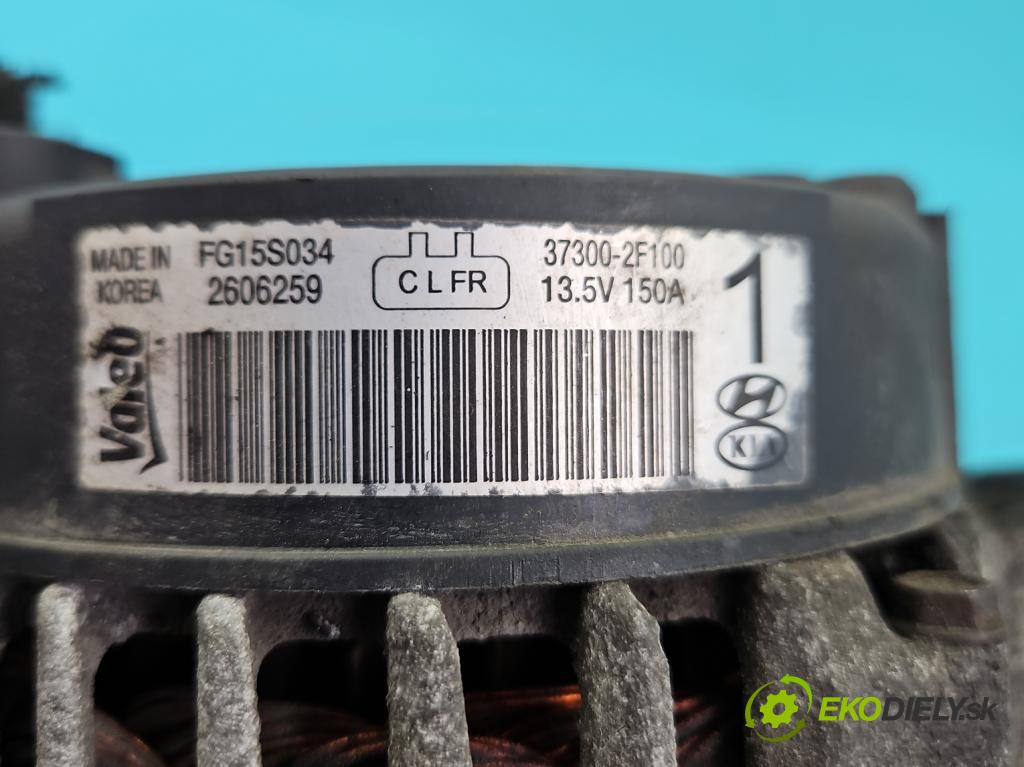 MADE IN KOREA
FG15S034
2606259
C L FR
37300-2F100
13.5V 150A
1
Valeo
KIA
EKODIELY.sk